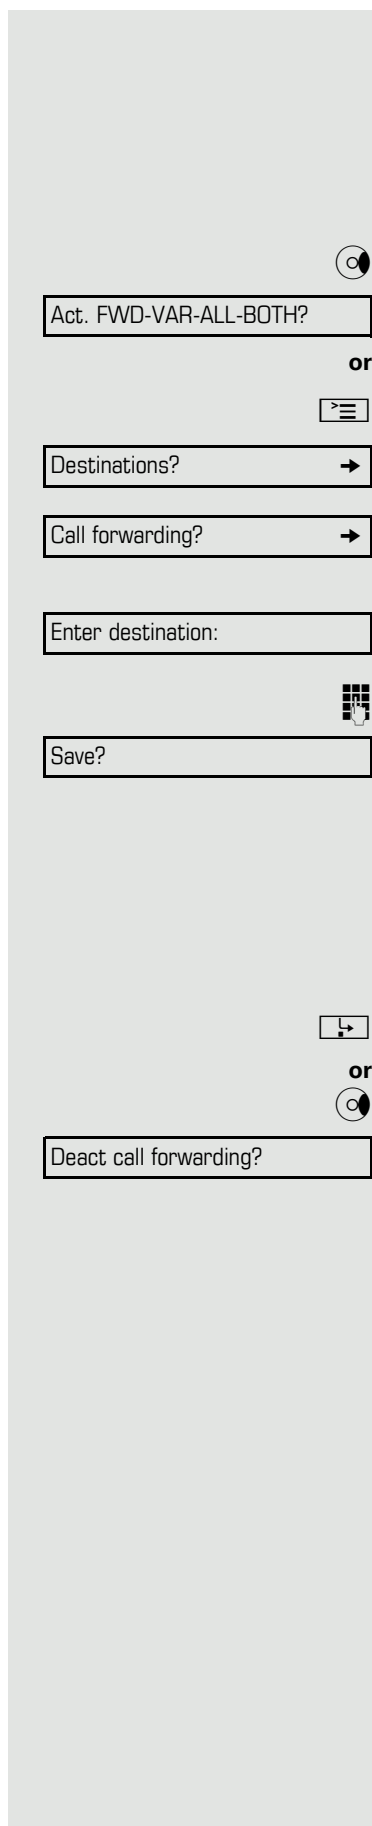 Act. FWD-VAR-ALL-BOTH?
or
Destinations?
Call forwarding?
Enter destination:
Save?
or
Deact call forwarding?